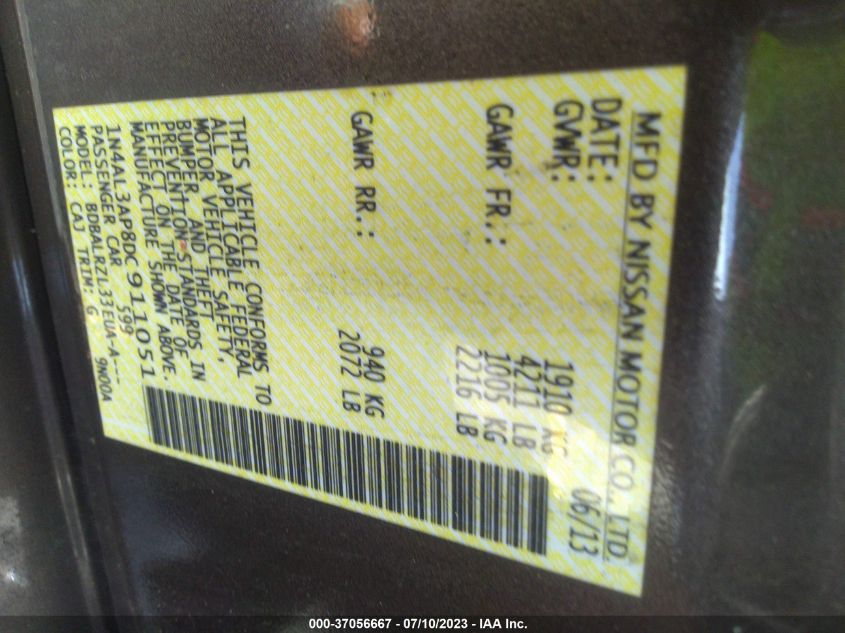 MFD BY NISSAN MOTOR CO., LTD.
DATE: 06/13
GVWR: 1910 KG
4211 LB
GAWR FR.: 1005 KG
2216 LB
GAWR RR.: 940 KG
2072 LB
THIS VEHICLE CONFORMS TO
ALL APPLICABLE FEDERAL
MOTOR VEHICLE SAFETY,
BUMPER, AND THEFT
PREVENTION STANDARDS IN
EFFECT ON THE DATE OF
MANUFACTURE SHOWN ABOVE.
1N4AL3AP8DC911051
PASSENGER CAR S99
MODEL: BDBALRZL33EUA-A--- 9N00A
COLOR: CAJ TRIM: G
000-37056667 - 07/10/2023 - IAA Inc.